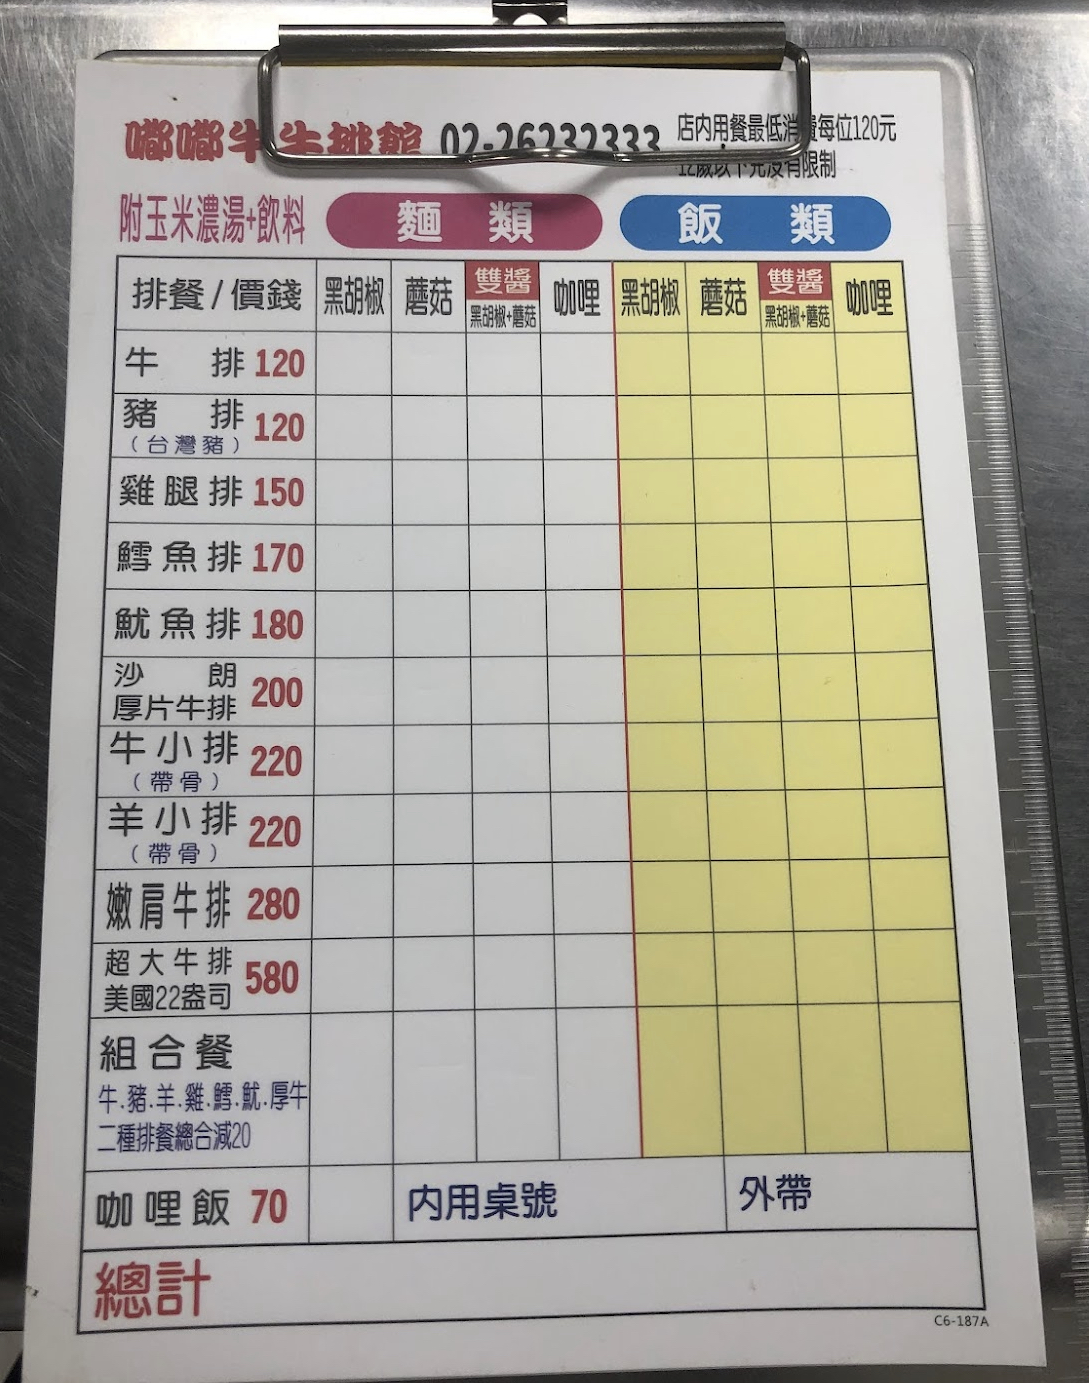 嘟嘟牛牛排館 02-26232333
店內用餐最低消費每位120元
12歲以下兒沒有限制
附玉米濃湯+飲料 麵 類 飯 類
排餐/價錢 黑胡椒 蘑菇 雙醬 黑胡椒+蘑菇 咖哩 黑胡椒 蘑菇 雙醬 黑胡椒+蘑菇 咖哩
牛 排 120
豬 排 120
(台灣豬)
雞腿排 150
鱈魚排 170
魷魚排 180
沙 朗
厚片牛排 200
牛小排 220
(帶骨)
羊小排 220
(帶骨)
嫩肩牛排 280
超大牛排
美國22盎司 580
組合餐
牛.豬.羊.雞.鱈.魷.厚牛
二種排餐總合減20
咖哩飯 70 內用桌號 外帶
總計
C6-187A